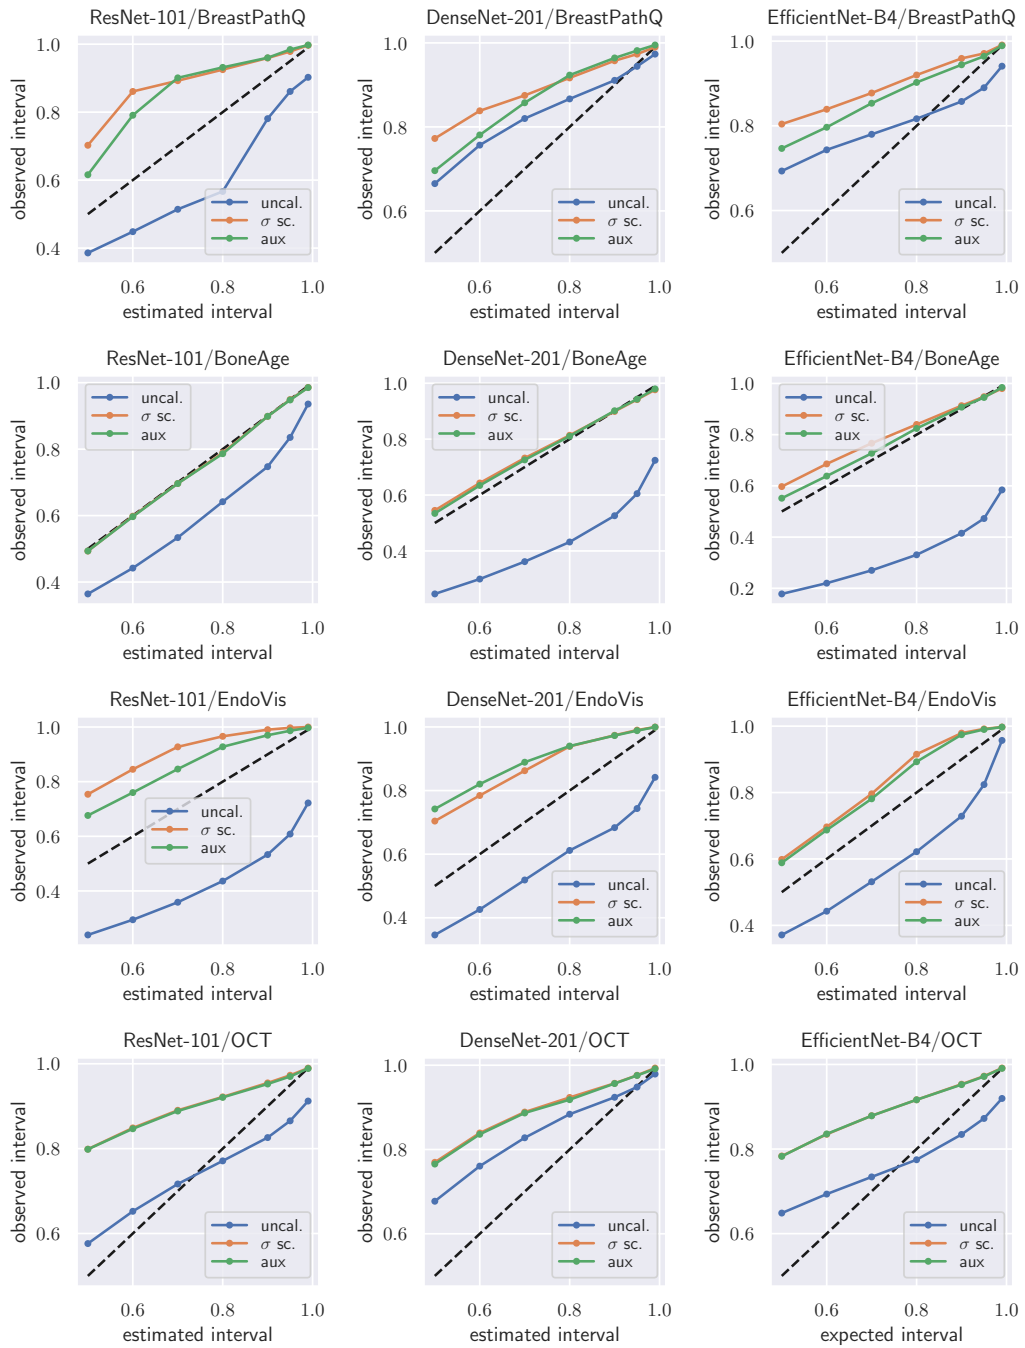 ResNet-101/BreastPathQ
1.0
0.8
0.6
0.4
observed interval
uncal.
σ sc.
aux
0.6 0.8 1.0
estimated interval
DenseNet-201/BreastPathQ
1.0
0.8
0.6
observed interval
uncal.
σ sc.
aux
0.6 0.8 1.0
estimated interval
EfficientNet-B4/BreastPathQ
1.0
0.8
0.6
observed interval
uncal.
σ sc.
aux
0.6 0.8 1.0
estimated interval
ResNet-101/BoneAge
1.0
0.8
0.6
0.4
observed interval
uncal.
σ sc.
aux
0.6 0.8 1.0
estimated interval
DenseNet-201/BoneAge
1.0
0.8
0.6
0.4
observed interval
uncal.
σ sc.
aux
0.6 0.8 1.0
estimated interval
EfficientNet-B4/BoneAge
1.0
0.8
0.6
0.4
0.2
observed interval
uncal.
σ sc.
aux
0.6 0.8 1.0
estimated interval
ResNet-101/EndoVis
1.0
0.8
0.6
0.4
observed interval
uncal.
σ sc.
aux
0.6 0.8 1.0
estimated interval
DenseNet-201/EndoVis
1.0
0.8
0.6
0.4
observed interval
uncal.
σ sc.
aux
0.6 0.8 1.0
estimated interval
EfficientNet-B4/EndoVis
1.0
0.8
0.6
0.4
observed interval
uncal.
σ sc.
aux
0.6 0.8 1.0
estimated interval
ResNet-101/OCT
1.0
0.8
0.6
observed interval
uncal.
σ sc.
aux
0.6 0.8 1.0
estimated interval
DenseNet-201/OCT
1.0
0.8
0.6
observed interval
uncal.
σ sc.
aux
0.6 0.8 1.0
estimated interval
EfficientNet-B4/OCT
1.0
0.8
0.6
observed interval
uncal
σ sc.
aux
0.6 0.8 1.0
expected interval